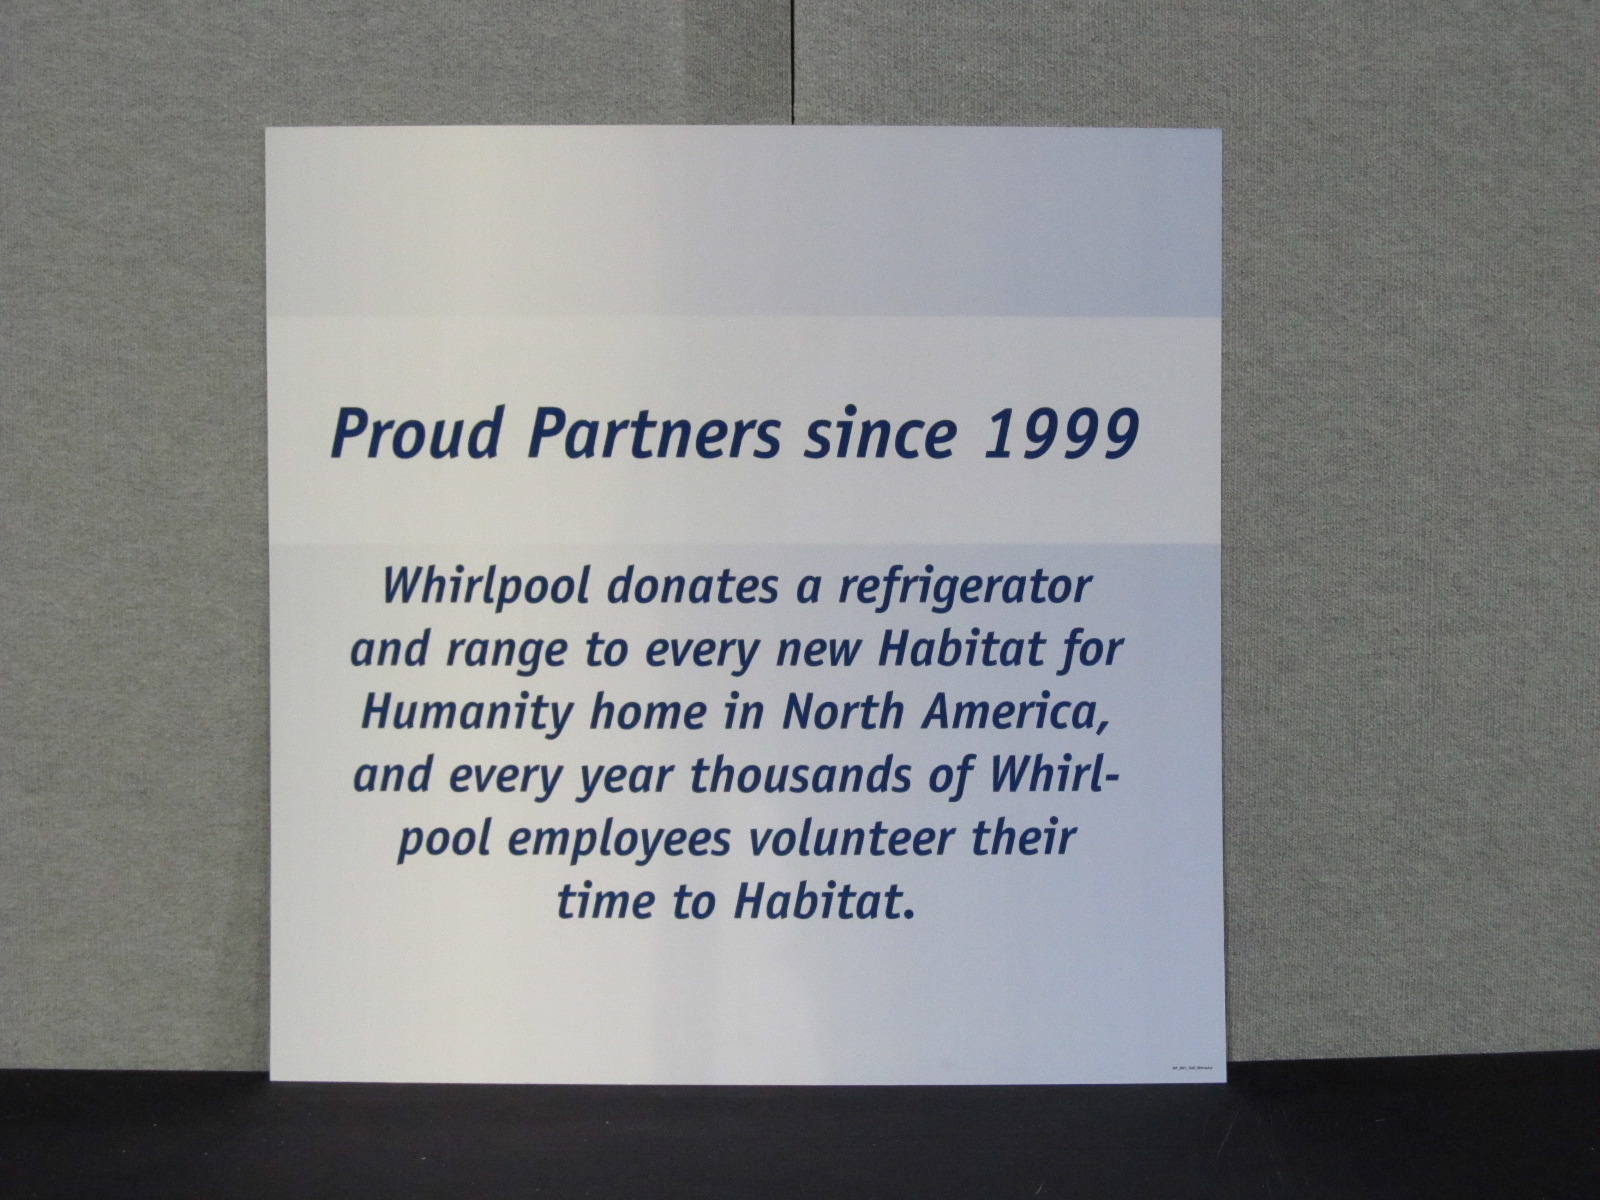 Proud Partners since 1999
Whirlpool donates a refrigerator
and range to every new Habitat for
Humanity home in North America,
and every year thousands of Whirl-
pool employees volunteer their
time to Habitat.